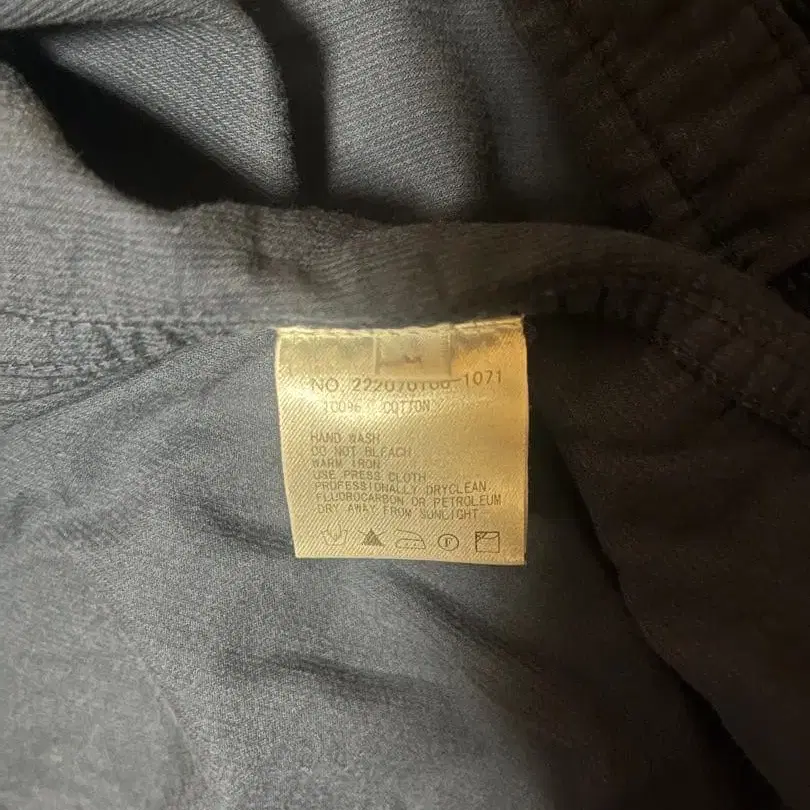 NO 222070100-1071
100% COTTON
HAND WASH
DO NOT BLEACH
WARM IRON
USE PRESS CLOTH
PROFESSIONALLY DRYCLEAN,
FLUOROCARBON OR PETROLEUM
DRY AWAY FROM SUNLIGHT
F